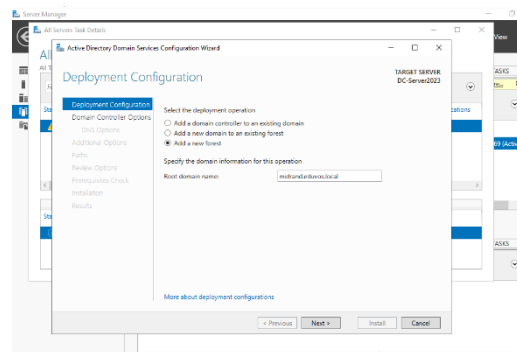 Server Manager
All Servers Task Details
View
Active Directory Domain Services Configuration Wizard
Deployment Configuration
TARGET SERVER
DC-Server2023
TASKS
Deployment Configuration
Domain Controller Options
DNS Options
Additional Options
Paths
Review Options
Prerequisites Check
Installation
Results
Select the deployment operation
Add a domain controller to an existing domain
Add a new domain to an existing forest
Add a new forest
Specify the domain information for this operation
Root domain name:
midrand.eduvos.local
More about deployment configurations
TASKS
< Previous
Next >
Install
Cancel